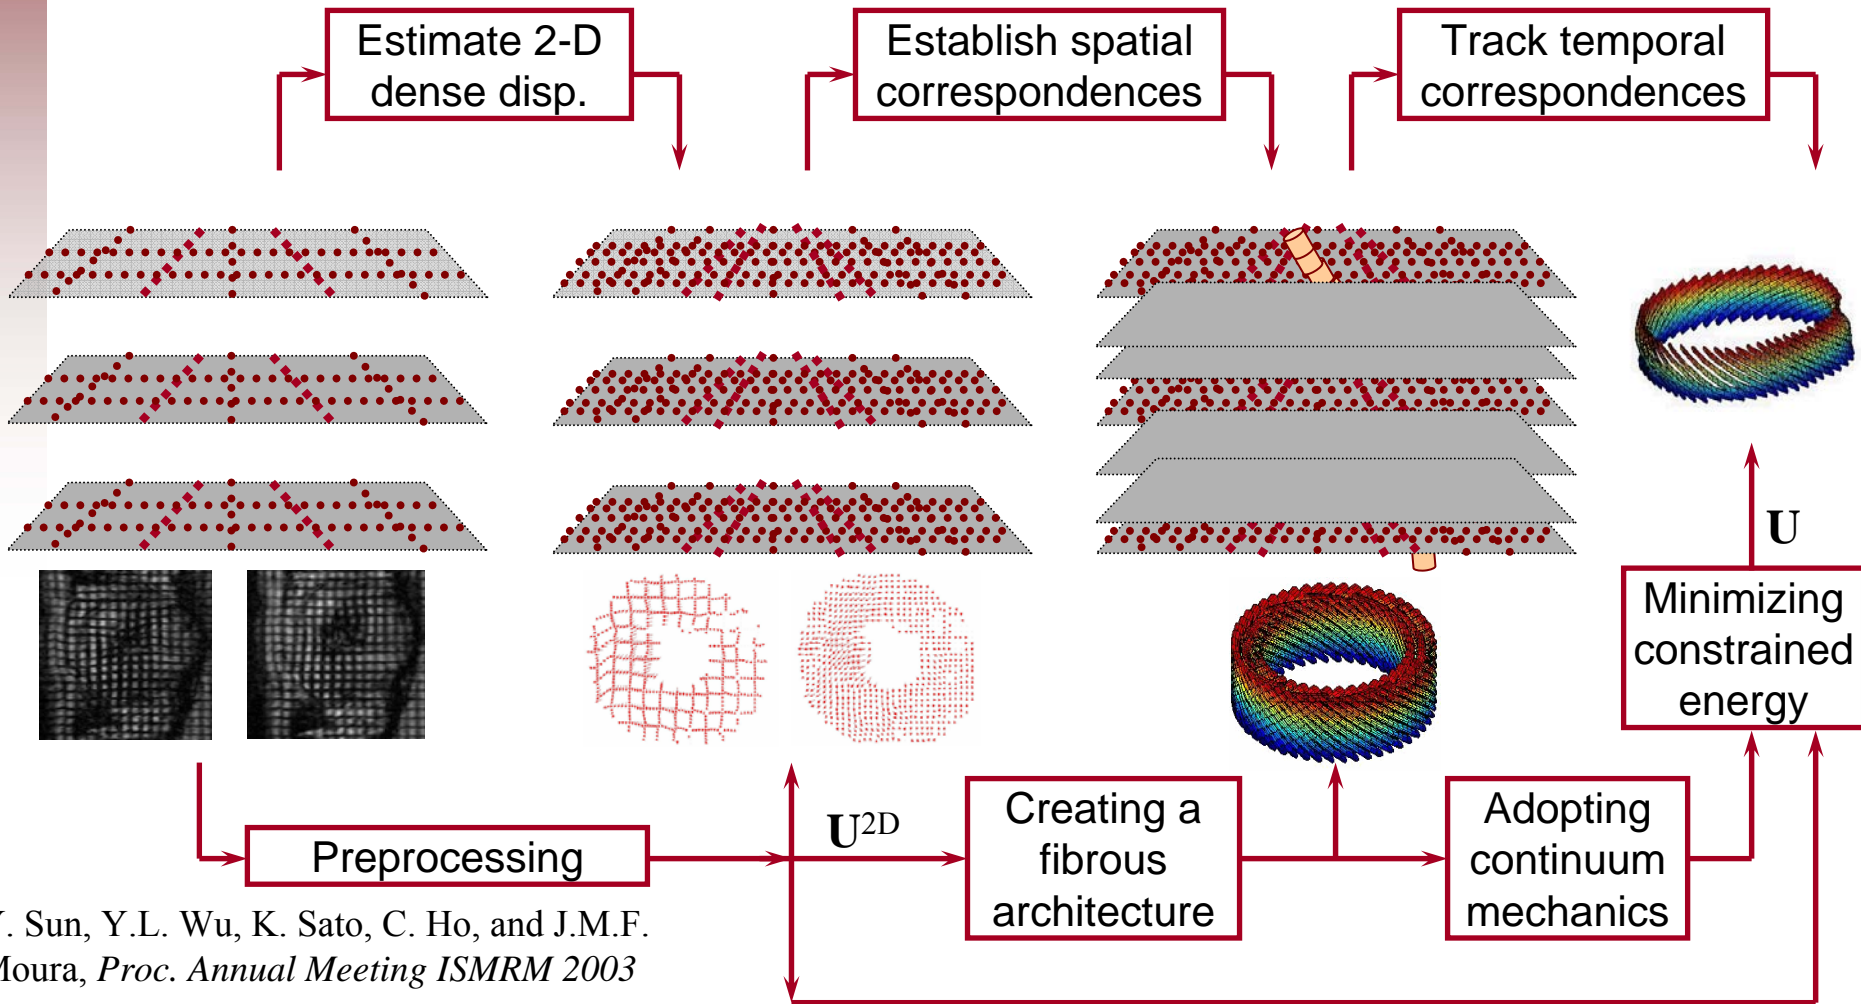 Estimate 2-D
dense disp.
Establish spatial
correspondences
Track temporal
correspondences
U
Minimizing
constrained
energy
Preprocessing
U2D
Creating a
fibrous
architecture
Adopting
continuum
mechanics
Y. Sun, Y.L. Wu, K. Sato, C. Ho, and J.M.F.
Moura, Proc. Annual Meeting ISMRM 2003